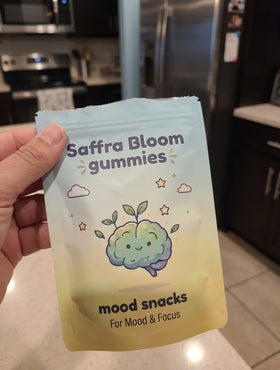 Saffra Bloom
gummies
mood snacks
For Mood & Focus